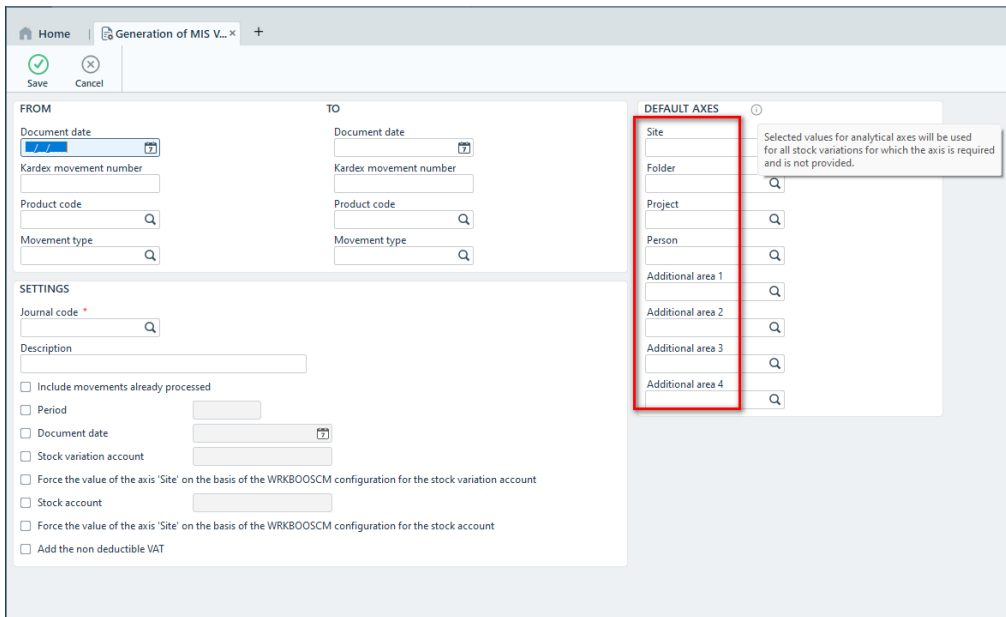 Home
Generation of MIS V...
Save
Cancel
FROM
TO
Document date
_/_/__
7
Document date
7
Kardex movement number
Kardex movement number
Product code
Product code
Movement type
Movement type
SETTINGS
Journal code *
Description
Include movements already processed
Period
Document date
7
Stock variation account
Force the value of the axis 'Site' on the basis of the WRKBOOSCM configuration for the stock variation account
Stock account
Force the value of the axis 'Site' on the basis of the WRKBOOSCM configuration for the stock account
Add the non deductible VAT
DEFAULT AXES
Site
Selected values for analytical axes will be used
for all stock variations for which the axis is required
and is not provided.
Folder
Project
Person
Additional area 1
Additional area 2
Additional area 3
Additional area 4